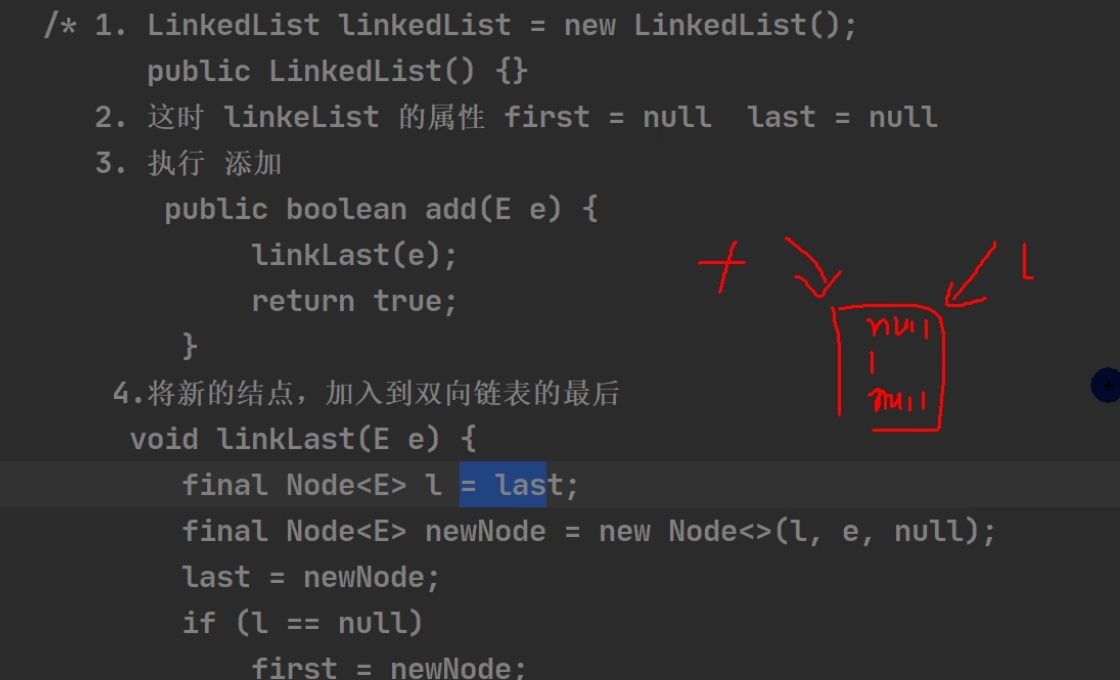 /* 1. LinkedList linkedList = new LinkedList();
public LinkedList() {}
2. 这时 linkeList 的属性 first = null last = null
3. 执行 添加
public boolean add(E e) {
linkLast(e);
return true;
}
4.将新的结点，加入到双向链表的最后
void linkLast(E e) {
final Node<E> l = last;
final Node<E> newNode = new Node<>(l, e, null);
last = newNode;
if (l == null)
first = newNode;
null
1
null